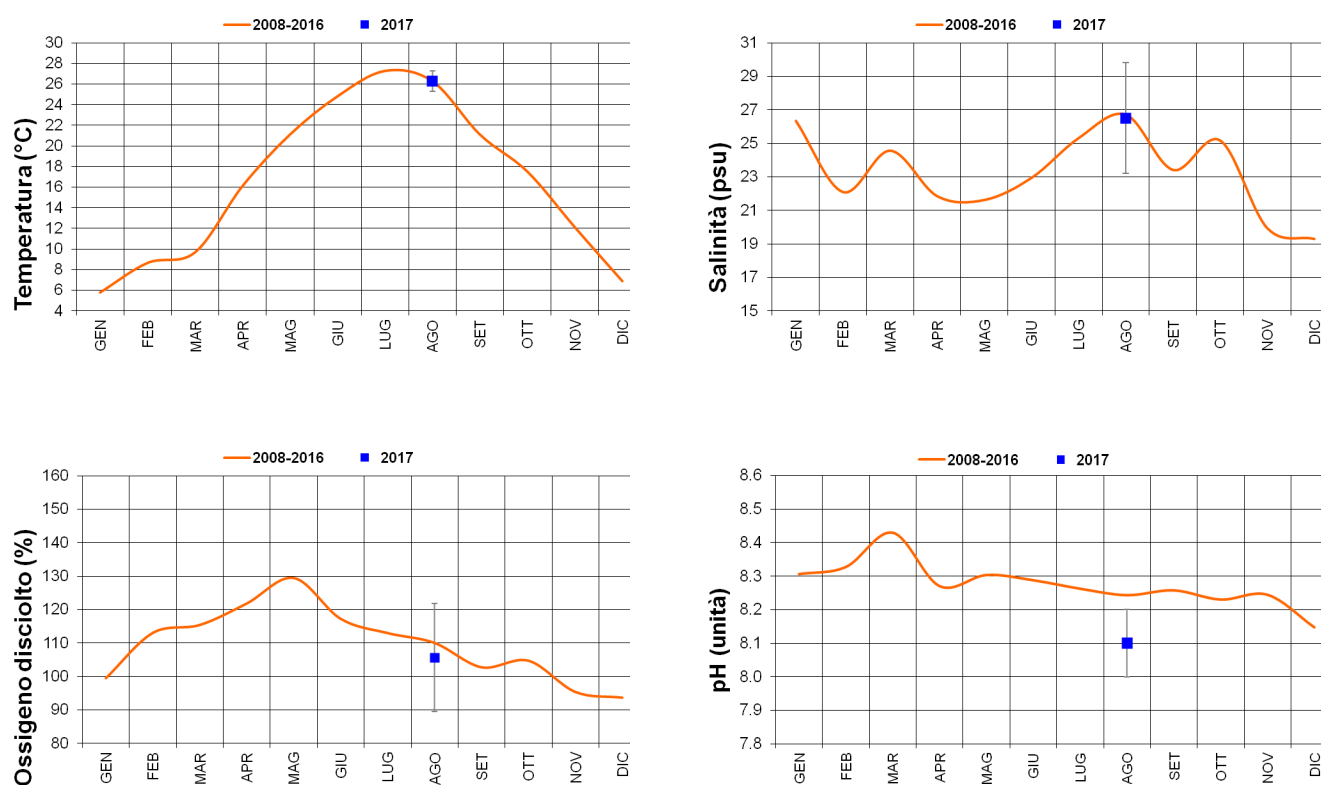 2008-2016 2017
Temperatura (°C)
30
28
26
24
22
20
18
16
14
12
10
8
6
4
GEN
FEB
MAR
APR
MAG
GIU
LUG
AGO
SET
OTT
NOV
DIC
2008-2016 2017
Salinità (psu)
31
29
27
25
23
21
19
17
15
GEN
FEB
MAR
APR
MAG
GIU
LUG
AGO
SET
OTT
NOV
DIC
2008-2016 2017
Ossigeno disciolto (%)
160
150
140
130
120
110
100
90
80
GEN
FEB
MAR
APR
MAG
GIU
LUG
AGO
SET
OTT
NOV
DIC
2008-2016 2017
pH (unità)
8.6
8.5
8.4
8.3
8.2
8.1
8.0
7.9
7.8
GEN
FEB
MAR
APR
MAG
GIU
LUG
AGO
SET
OTT
NOV
DIC